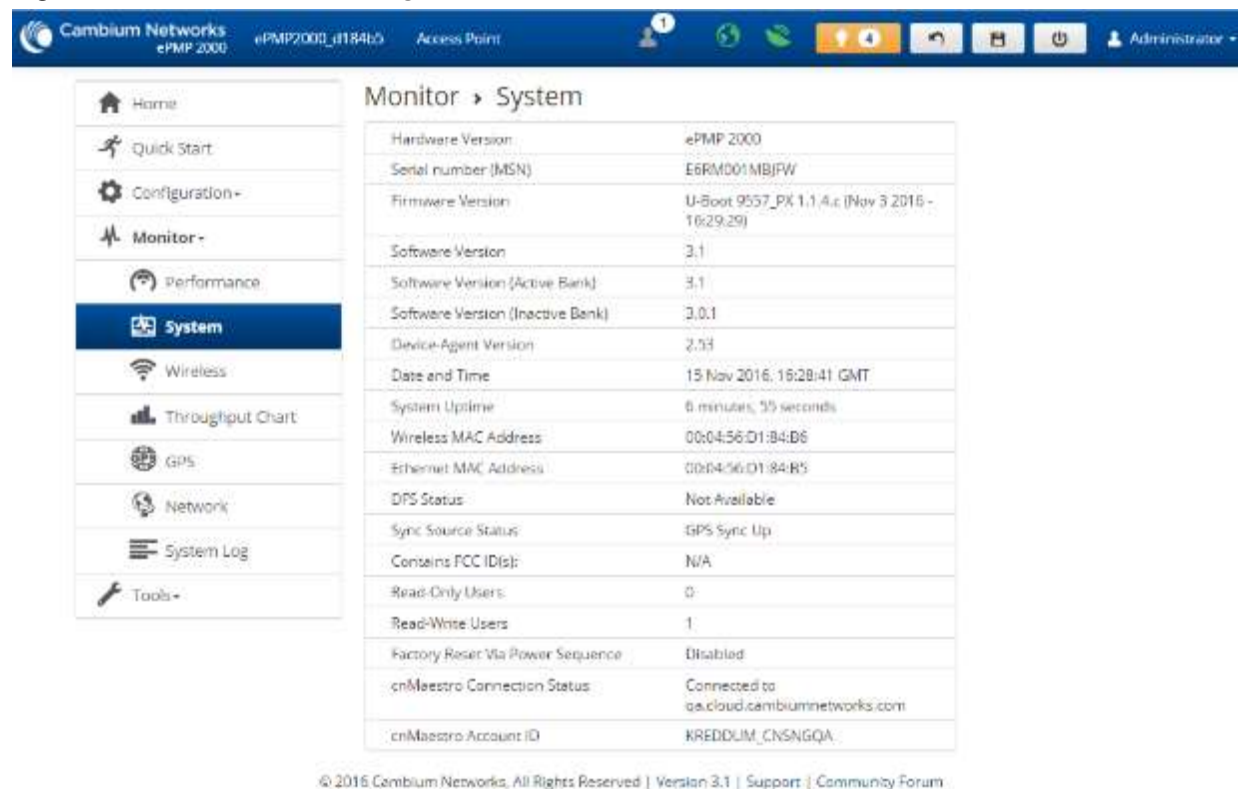 Cambium Networks
ePMP 2000
ePMP2000_d184b5
Access Point
1
4
Administrator
Home
Quick Start
Configuration
Monitor
Performance
System
Wireless
Throughput Chart
GPS
Network
System Log
Tools
Monitor › System
Hardware Version ePMP 2000
Serial number (MSN) E6RM001MBJFW
Firmware Version U-Boot 9557_PX 1.1.4.c (Nov 3 2016 -
16:29:29)
Software Version 3.1
Software Version (Active Bank) 3.1
Software Version (Inactive Bank) 3.0.1
Device-Agent Version 2.53
Date and Time 15 Nov 2016, 16:28:41 GMT
System Uptime 6 minutes, 55 seconds
Wireless MAC Address 00:04:56:D1:84:B6
Ethernet MAC Address 00:04:56:D1:84:B5
DFS Status Not Available
Sync Source Status GPS Sync Up
Contains FCC ID(s): N/A
Read-Only Users 0
Read-Write Users 1
Factory Reset Via Power Sequence Disabled
cnMaestro Connection Status Connected to
qa.cloud.cambiumnetworks.com
cnMaestro Account ID KREDDUM_CNSNGQA
© 2016 Cambium Networks, All Rights Reserved | Version 3.1 | Support | Community Forum